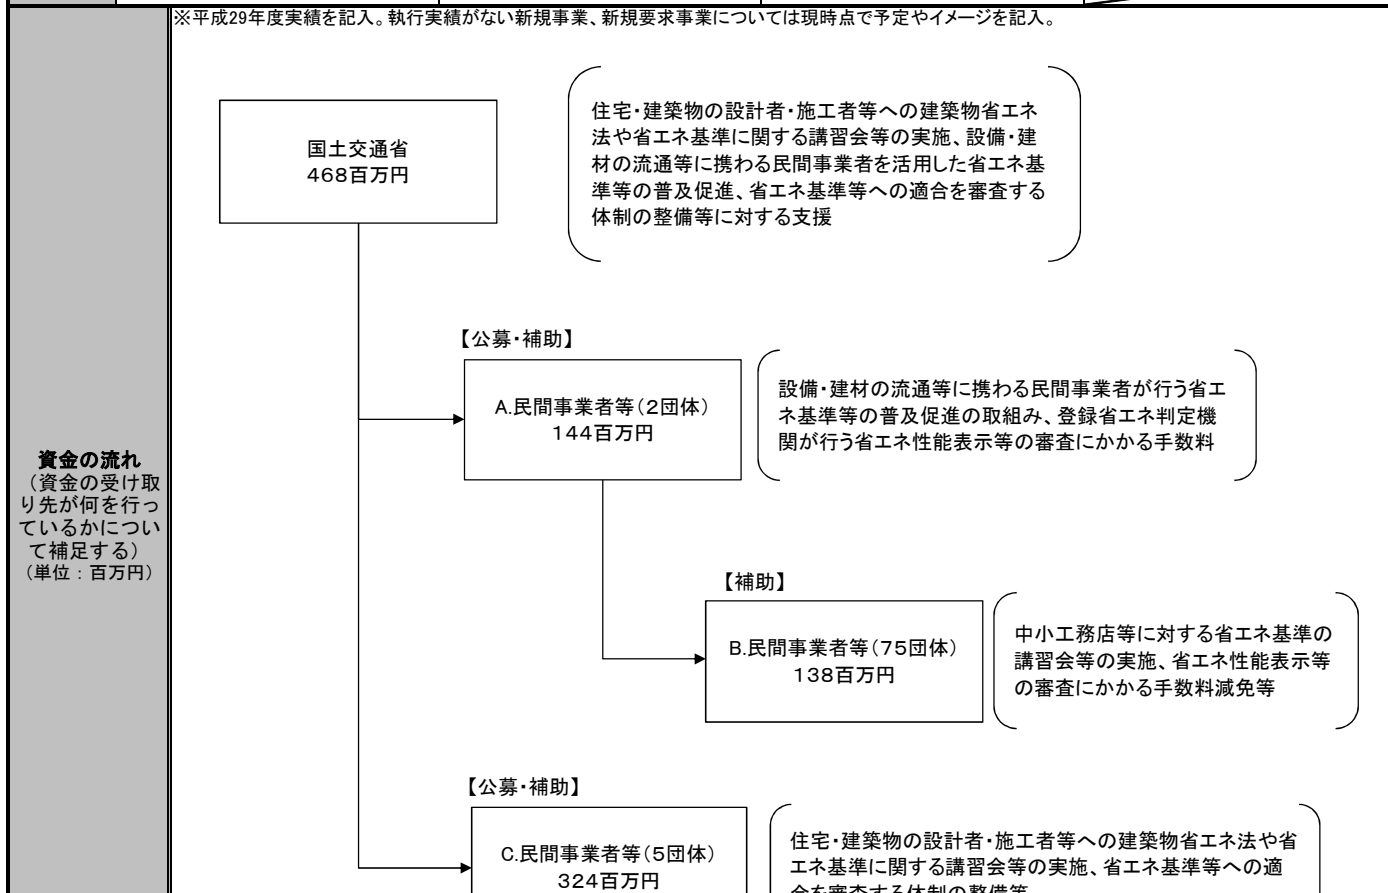 ※平成29年度実績を記入。執行実績がない新規事業、新規要求事業については現時点で予定やイメージを記入。
資金の流れ
(資金の受け取
り先が何を行っ
ているかについ
て補足する)
(単位：百万円)
国土交通省
468百万円
住宅・建築物の設計者・施工者等への建築物省エネ
法や省エネ基準に関する講習会等の実施、設備・建
材の流通等に携わる民間事業者を活用した省エネ基
準等の普及促進、省エネ基準等への適合を審査する
体制の整備等に対する支援
【公募・補助】
A.民間事業者等(2団体)
144百万円
設備・建材の流通等に携わる民間事業者が行う省エ
ネ基準等の普及促進の取組み、登録省エネ判定機
関が行う省エネ性能表示等の審査にかかる手数料
【補助】
B.民間事業者等(75団体)
138百万円
中小工務店等に対する省エネ基準の
講習会等の実施、省エネ性能表示等
の審査にかかる手数料減免等
【公募・補助】
C.民間事業者等(5団体)
324百万円
住宅・建築物の設計者・施工者等への建築物省エネ法や省
エネ基準に関する講習会等の実施、省エネ基準等への適
合を審査する体制の整備等